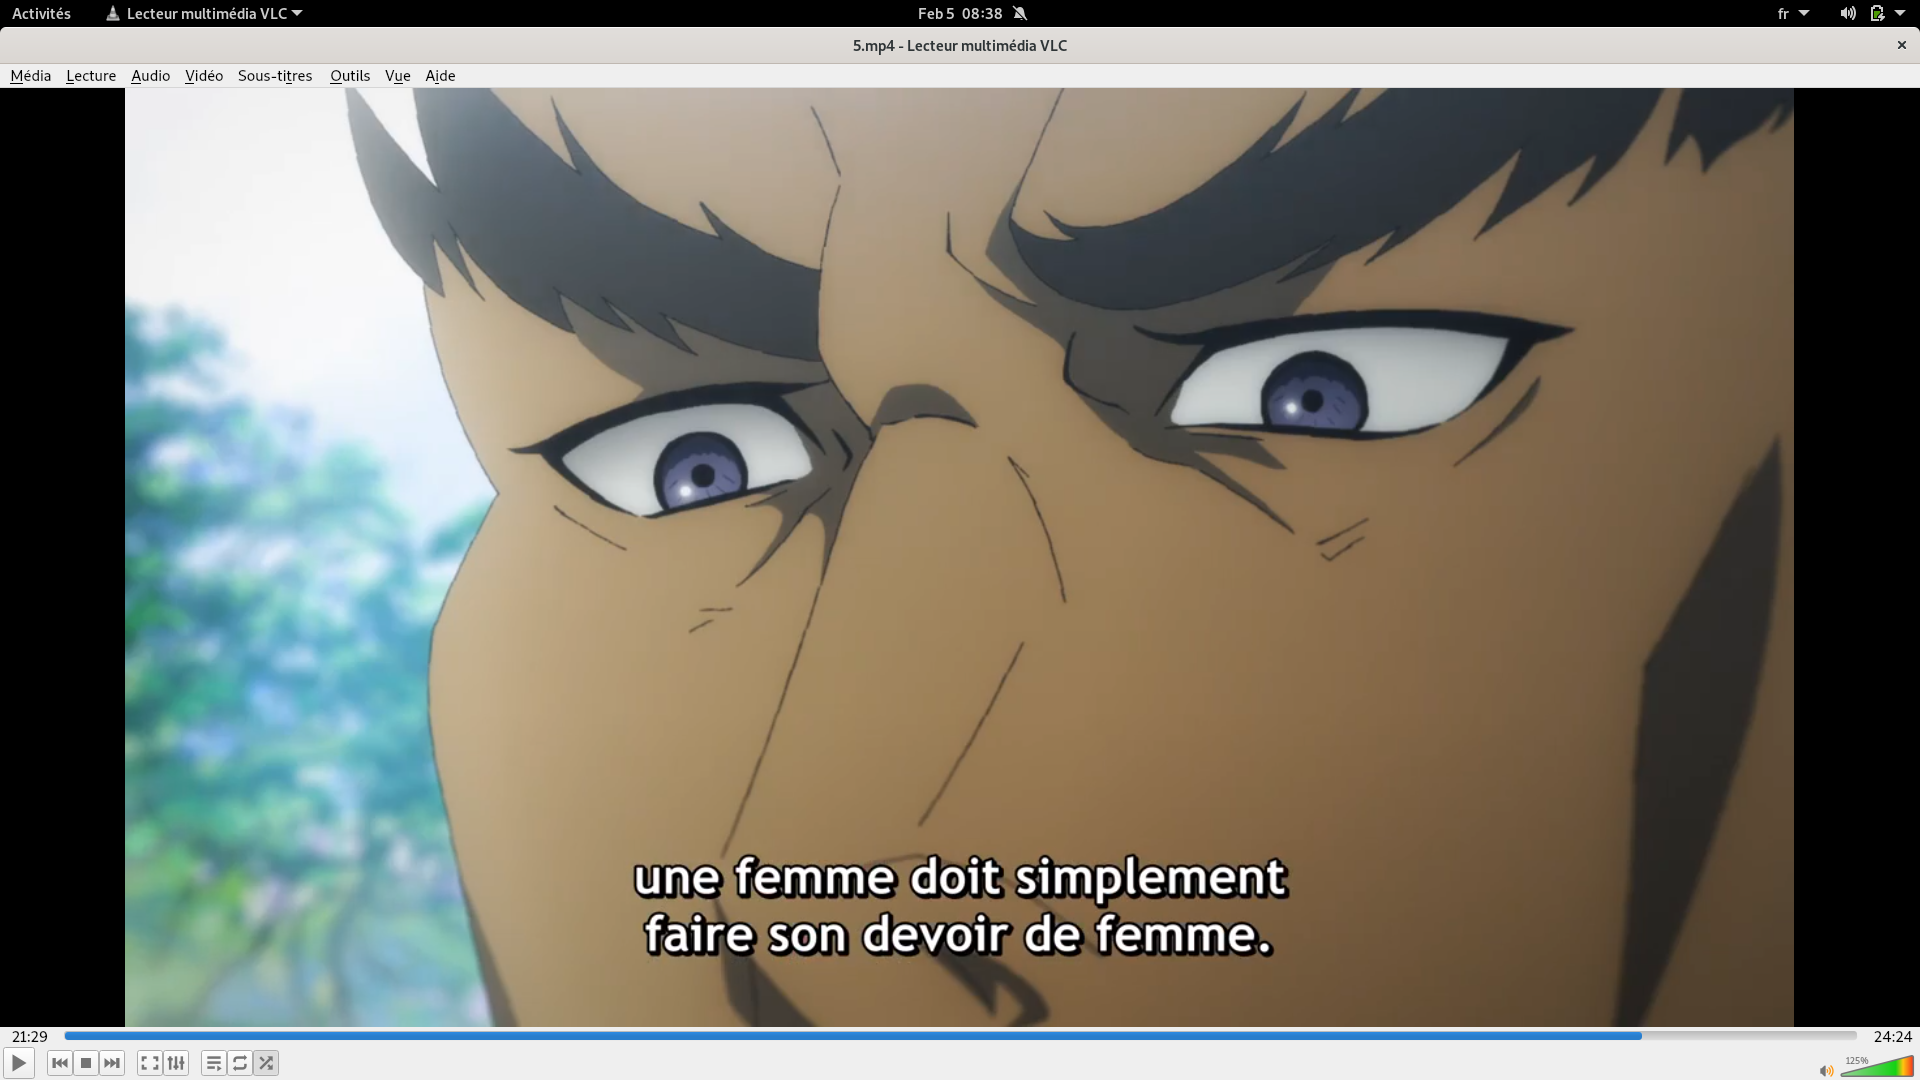 Activités
Lecteur multimédia VLC
Feb 5 08:38
fr
5.mp4 - Lecteur multimédia VLC
Média Lecture Audio Vidéo Sous-titres Outils Vue Aide
une femme doit simplement
faire son devoir de femme.
21:29
24:24
125%